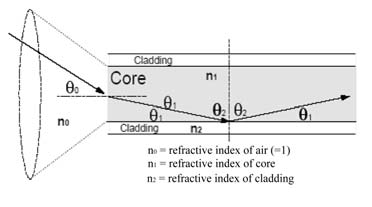 Cladding
Core
n₁
θ₀
θ₁
θ₂ θ₂
θ₁
θ₁
n₀
Cladding
n₂
n₀ = refractive index of air (=1)
n₁ = refractive index of core
n₂ = refractive index of cladding